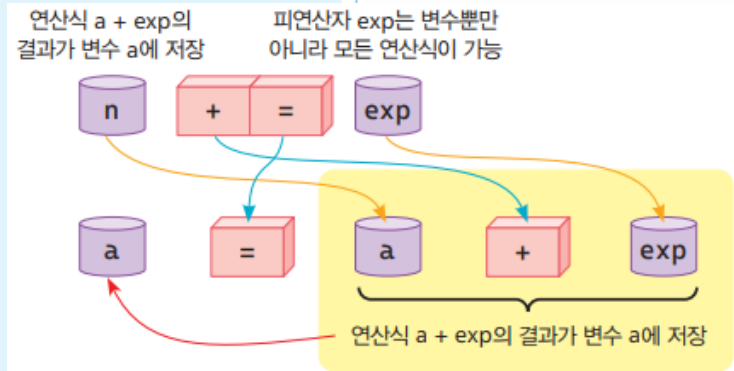 연산식 a + exp의
결과가 변수 a에 저장
피연산자 exp는 변수뿐만
아니라 모든 연산식이 가능
n + = exp
a = a + exp
연산식 a + exp의 결과가 변수 a에 저장